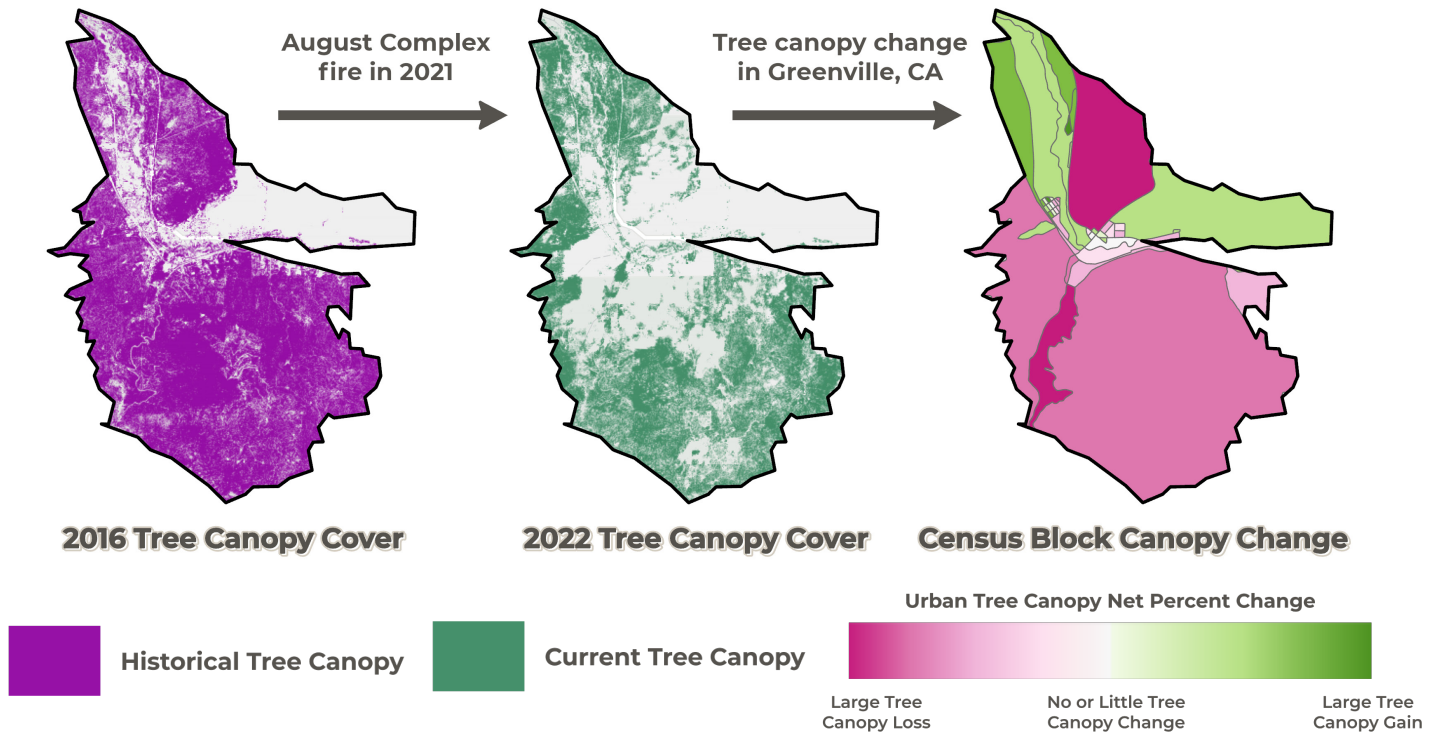 August Complex
fire in 2021
Tree canopy change
in Greenville, CA
2016 Tree Canopy Cover
2022 Tree Canopy Cover
Census Block Canopy Change
Historical Tree Canopy
Current Tree Canopy
Urban Tree Canopy Net Percent Change
Large Tree
Canopy Loss
No or Little Tree
Canopy Change
Large Tree
Canopy Gain